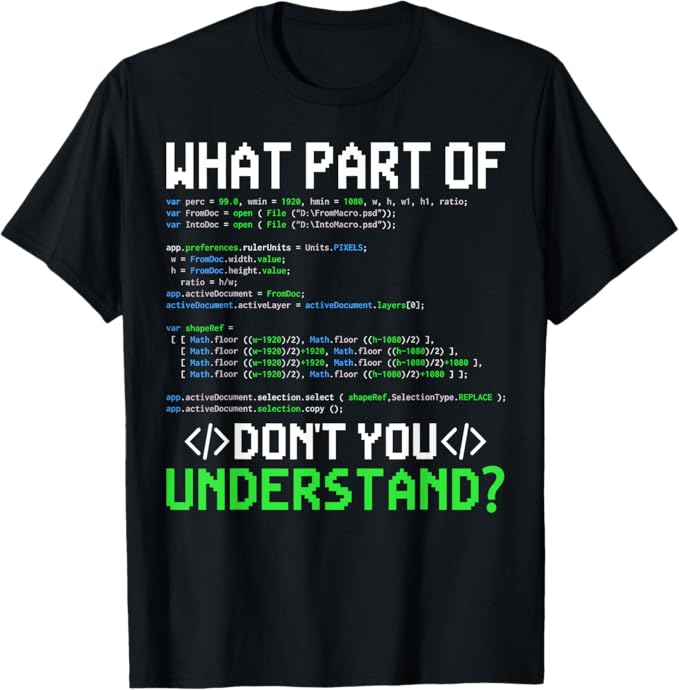 WHAT PART OF
var perc = 99.0, wmin = 1920, hmin = 1080, w, h, w1, h1, ratio;
var FromDoc = open ( File ("D:\FromMacro.psd"));
var IntoDoc = open ( File ("D:\IntoMacro.psd"));
app.preferences.rulerUnits = Units.PIXELS;
w = FromDoc.width.value;
h = FromDoc.height.value;
ratio = h/w;
app.activeDocument = FromDoc;
activeDocument.activeLayer = activeDocument.layers[0];
var shapeRef =
[ [ Math.floor ((w-1920)/2), Math.floor ((h-1080)/2) ],
[ Math.floor ((w-1920)/2)+1920, Math.floor ((h-1080)/2) ],
[ Math.floor ((w-1920)/2)+1920, Math.floor ((h-1080)/2)+1080 ],
[ Math.floor ((w-1920)/2), Math.floor ((h-1080)/2)+1080 ] ];
app.activeDocument.selection.select ( shapeRef,SelectionType.REPLACE );
app.activeDocument.selection.copy ();
</>DON'T YOU</>
UNDERSTAND?